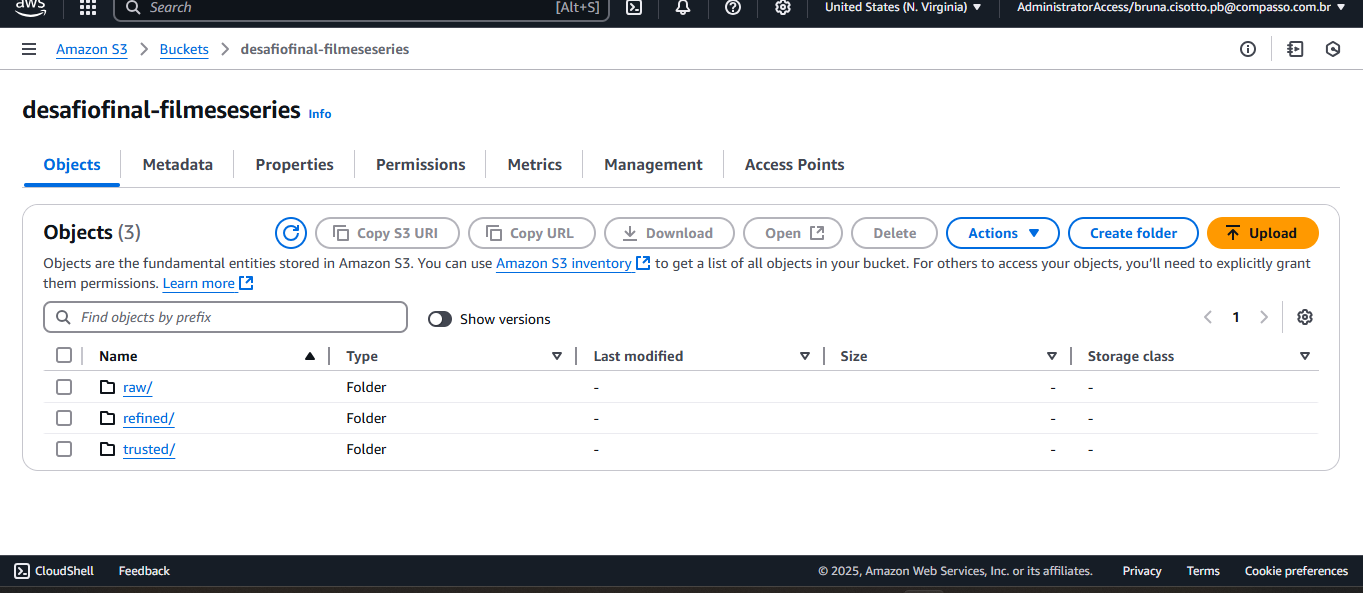 aws Search [Alt+S] United States (N. Virginia) AdministratorAccess/bruna.cisotto.pb@compasso.com.br
Amazon S3 Buckets desafiofinal-filmeseseries
desafiofinal-filmeseseries Info
Objects Metadata Properties Permissions Metrics Management Access Points
Objects (3) Copy S3 URI Copy URL Download Open Delete Actions Create folder Upload
Objects are the fundamental entities stored in Amazon S3. You can use Amazon S3 inventory to get a list of all objects in your bucket. For others to access your objects, you’ll need to explicitly grant
them permissions. Learn more
Find objects by prefix Show versions 1
Name Type Last modified Size Storage class
raw/ Folder - - -
refined/ Folder - - -
trusted/ Folder - - -
CloudShell Feedback © 2025, Amazon Web Services, Inc. or its affiliates. Privacy Terms Cookie preferences